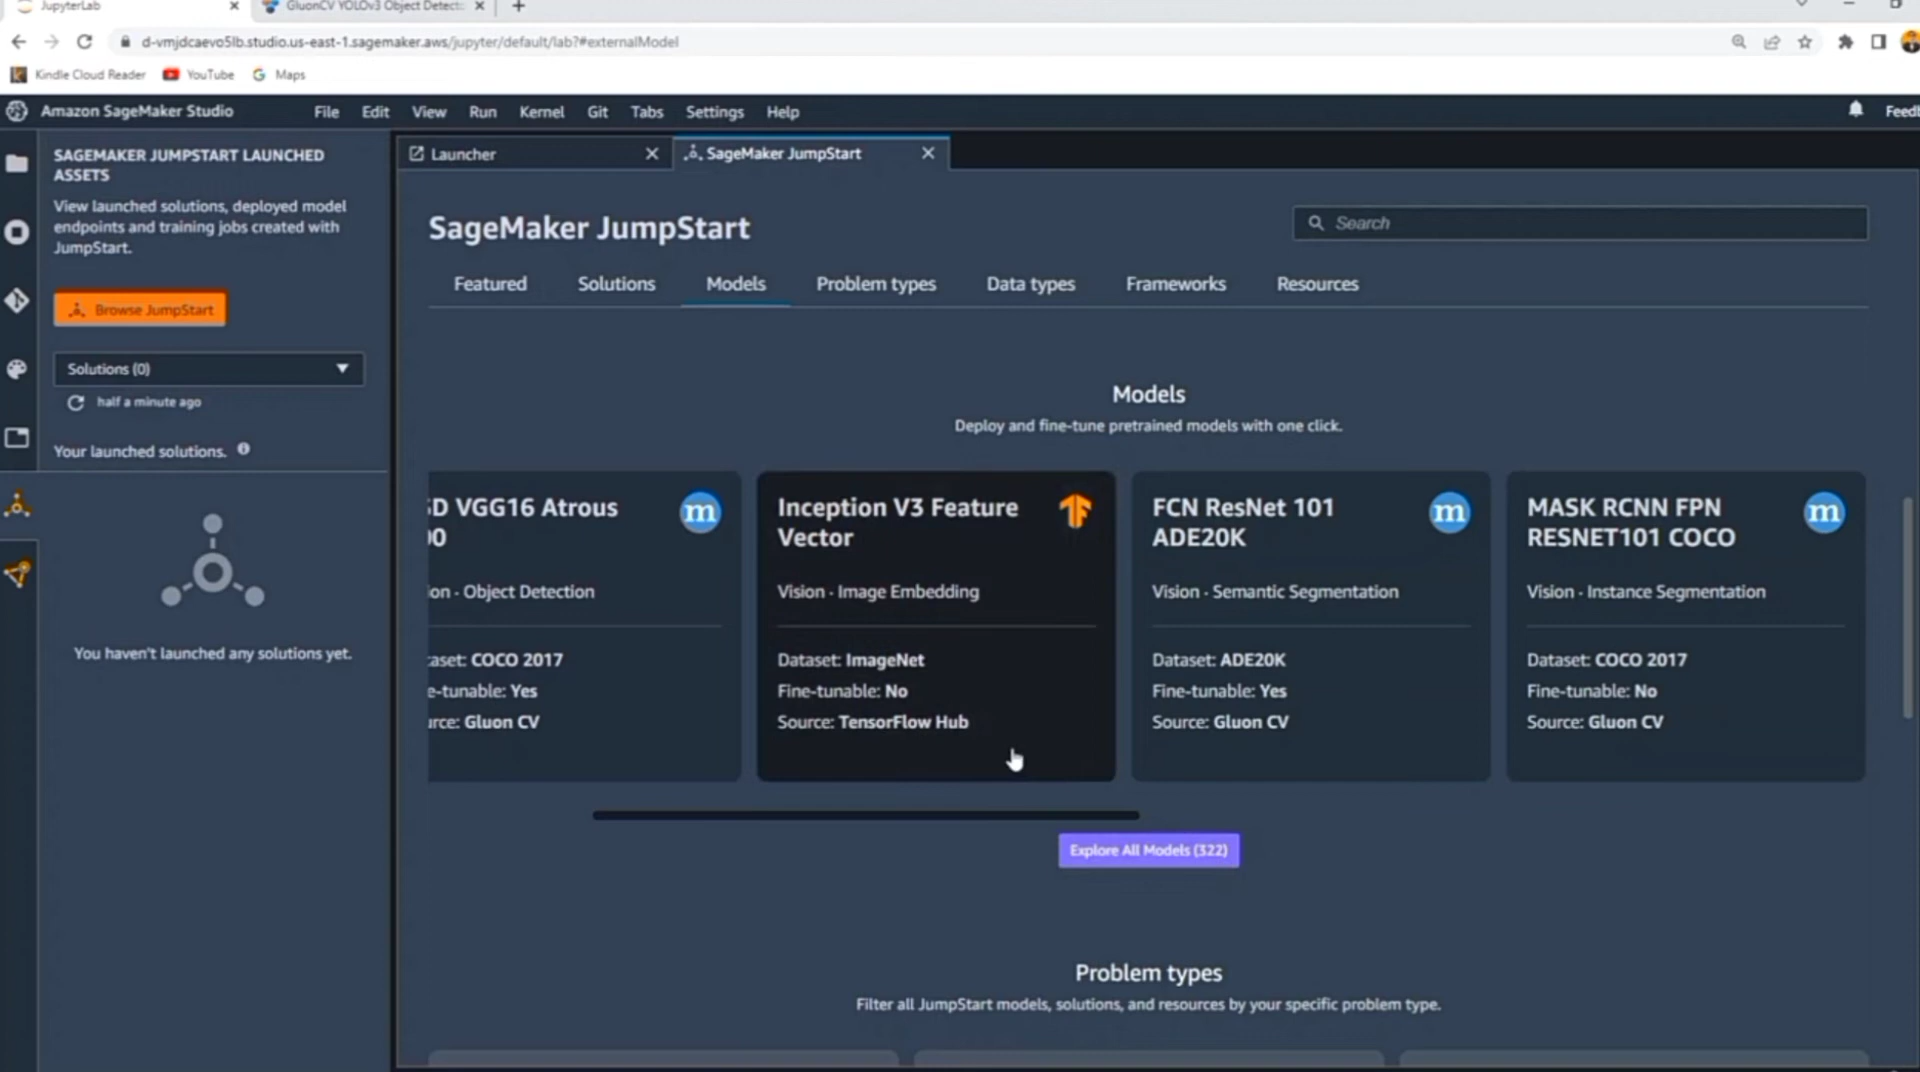 JupyterLab
GluonCV YOLOv3 Object Detect
d-vmjdcaevo5lb.studio.us-east-1.sagemaker.aws/jupyter/default/lab?#externalModel
Kindle Cloud Reader YouTube Maps
Amazon SageMaker Studio File Edit View Run Kernel Git Tabs Settings Help Feedb
SAGEMAKER JUMPSTART LAUNCHED
ASSETS
View launched solutions, deployed model
endpoints and training jobs created with
JumpStart.
Browse JumpStart
Solutions (0)
half a minute ago
Your launched solutions.
You haven't launched any solutions yet.
Launcher
SageMaker JumpStart
SageMaker JumpStart
Search
Featured Solutions Models Problem types Data types Frameworks Resources
Models
Deploy and fine-tune pretrained models with one click.
D VGG16 Atrous
00
m
on - Object Detection
aset: COCO 2017
e-tunable: Yes
urce: Gluon CV
Inception V3 Feature
Vector
Vision - Image Embedding
Dataset: ImageNet
Fine-tunable: No
Source: TensorFlow Hub
FCN ResNet 101
ADE20K
m
Vision - Semantic Segmentation
Dataset: ADE20K
Fine-tunable: Yes
Source: Gluon CV
MASK RCNN FPN
RESNET101 COCO
m
Vision - Instance Segmentation
Dataset: COCO 2017
Fine-tunable: No
Source: Gluon CV
Explore All Models (322)
Problem types
Filter all JumpStart models, solutions, and resources by your specific problem type.